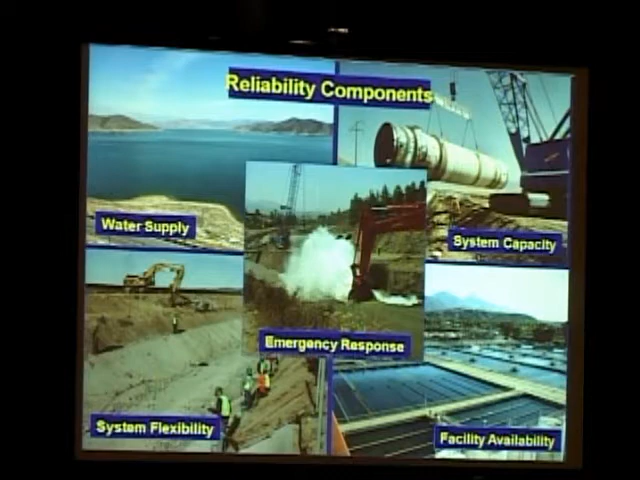 Reliability Components
Water Supply
System Capacity
Emergency Response
System Flexibility
Facility Availability